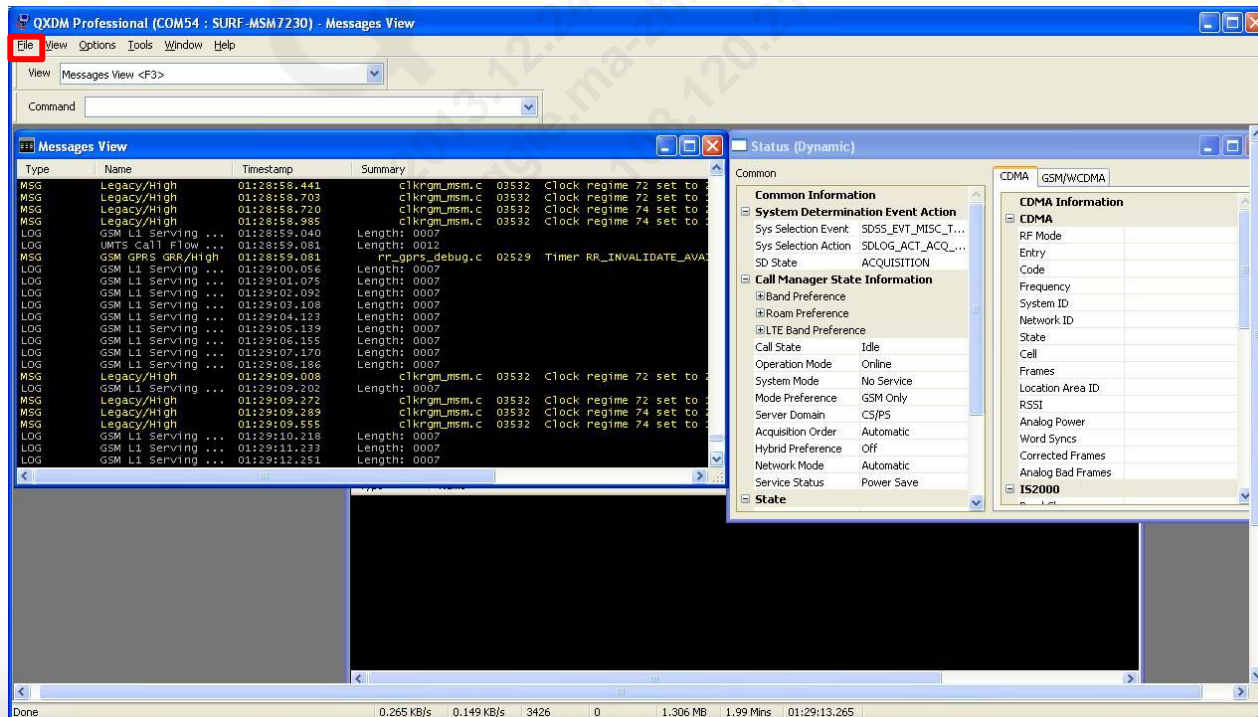 QXDM Professional (COM54 : SURF-MSM7230) - Messages View
File View Options Tools Window Help
View Messages View <F3>
Command
Messages View
Type Name Timestamp Summary
MSG Legacy/High 01:28:58.441 clkrgm_msm.c 03532 Clock regime 72 set to
MSG Legacy/High 01:28:58.703 clkrgm_msm.c 03532 Clock regime 72 set to
MSG Legacy/High 01:28:58.720 clkrgm_msm.c 03532 Clock regime 74 set to
MSG Legacy/High 01:28:58.985 clkrgm_msm.c 03532 Clock regime 74 set to
LOG GSM L1 Serving ... 01:28:59.040 Length: 0007
LOG UMTS Call Flow ... 01:28:59.081 Length: 0012
MSG GSM GPRS GRR/High 01:28:59.081 rr_gprs_debug.c 02529 Timer RR_INVALIDATE_AVA
LOG GSM L1 Serving ... 01:29:00.056 Length: 0007
LOG GSM L1 Serving ... 01:29:01.075 Length: 0007
LOG GSM L1 Serving ... 01:29:02.092 Length: 0007
LOG GSM L1 Serving ... 01:29:03.108 Length: 0007
LOG GSM L1 Serving ... 01:29:04.123 Length: 0007
LOG GSM L1 Serving ... 01:29:05.139 Length: 0007
LOG GSM L1 Serving ... 01:29:06.155 Length: 0007
LOG GSM L1 Serving ... 01:29:07.170 Length: 0007
LOG GSM L1 Serving ... 01:29:08.186 Length: 0007
MSG Legacy/High 01:29:09.008 clkrgm_msm.c 03532 Clock regime 72 set to
LOG GSM L1 Serving ... 01:29:09.202 Length: 0007
MSG Legacy/High 01:29:09.272 clkrgm_msm.c 03532 Clock regime 72 set to
MSG Legacy/High 01:29:09.289 clkrgm_msm.c 03532 Clock regime 74 set to
MSG Legacy/High 01:29:09.555 clkrgm_msm.c 03532 Clock regime 74 set to
LOG GSM L1 Serving ... 01:29:10.218 Length: 0007
LOG GSM L1 Serving ... 01:29:11.233 Length: 0007
LOG GSM L1 Serving ... 01:29:12.251 Length: 0007
Status (Dynamic)
Common
Common Information
System Determination Event Action
Sys Selection Event SDSS_EVT_MISC_T...
Sys Selection Action SDLOG_ACT_ACQ_...
SD State ACQUISITION
Call Manager State Information
Band Preference
Roam Preference
LTE Band Preference
Call State Idle
Operation Mode Online
System Mode No Service
Mode Preference GSM Only
Server Domain CS/PS
Acquisition Order Automatic
Hybrid Preference Off
Network Mode Automatic
Service Status Power Save
State
CDMA GSM/WCDMA
CDMA Information
CDMA
RF Mode
Entry
Code
Frequency
System ID
Network ID
State
Cell
Frames
Location Area ID
RSSI
Analog Power
Word Syncs
Corrected Frames
Analog Bad Frames
IS2000
Done 0.265 KB/s 0.149 KB/s 3426 0 1.306 MB 1.99 Mins 01:29:13.265